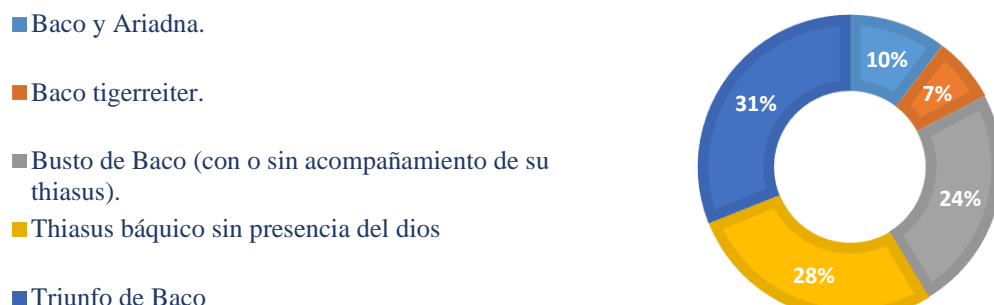 Baco y Ariadna.
Baco tigerreiter.
Busto de Baco (con o sin acompañamiento de su
thiasus).
Thiasus báquico sin presencia del dios
Triunfo de Baco
10%
7%
24%
28%
31%